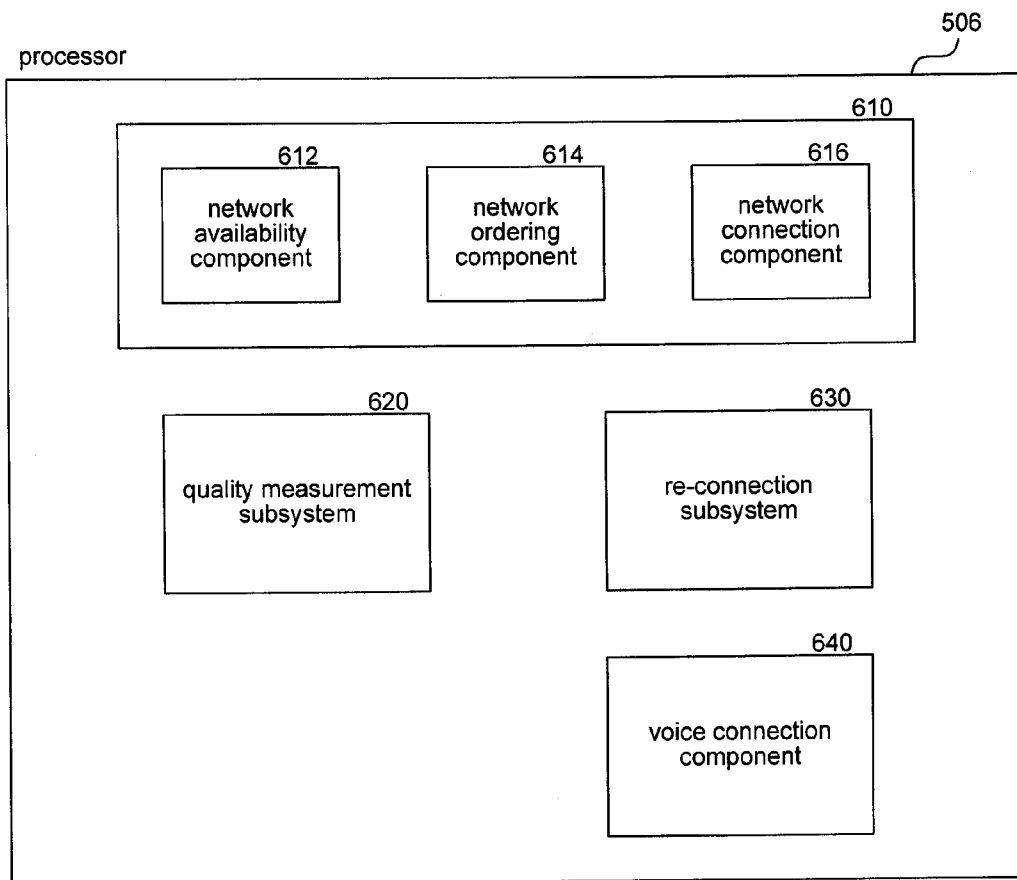 506
processor
610
612
614
616
network
availability
component
network
ordering
component
network
connection
component
620
630
quality measurement
subsystem
re-connection
subsystem
640
voice connection
component